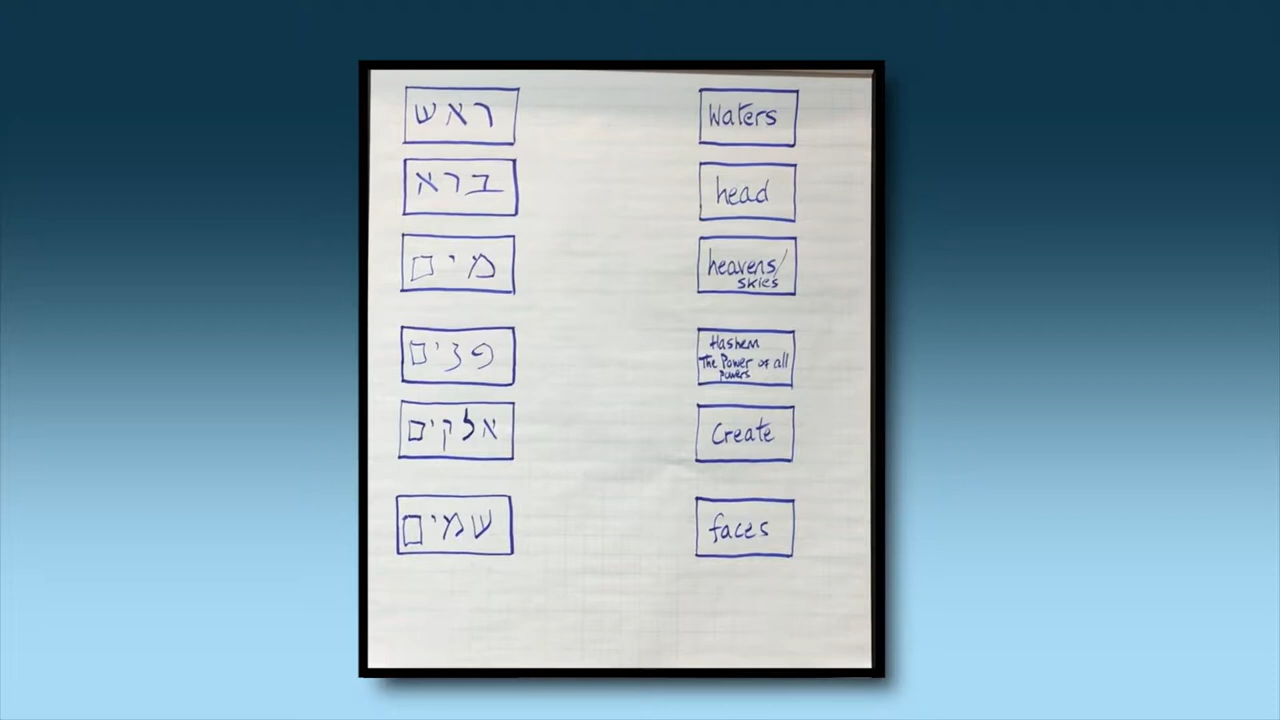 ראש
Waters
ברא
head
מים
heavens/
skies
פנים
Hashem
The Power of all
Powers
אלקים
Create
שמים
faces